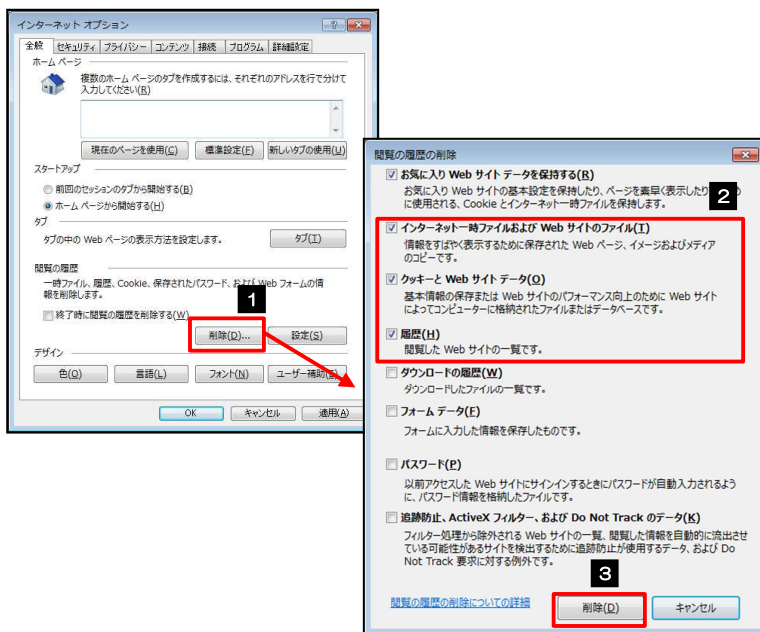 インターネット オプション
全般 セキュリティ プライバシー コンテンツ 接続 プログラム 詳細設定
ホーム ページ
複数のホーム ページのタブを作成するには、それぞれのアドレスを行で分けて
入力してください(R)
現在のページを使用(C) 標準設定(F) 新しいタブの使用(U)
スタートアップ
前回のセッションのタブから開始する(B)
ホーム ページから開始する(H)
タブ
タブの中の Web ページの表示方法を設定します。 タブ(T)
閲覧の履歴
一時ファイル、履歴、Cookie、保存されたパスワード、および Web フォームの情
報を削除します。
1
終了時に閲覧の履歴を削除する(W)
削除(D)... 設定(S)
デザイン
色(O) 言語(L) フォント(N) ユーザー補助(E)
OK キャンセル 適用(A)
閲覧の履歴の削除
お気に入り Web サイト データを保持する(R)
お気に入り Web サイトの基本設定を保持したり、ページを素早く表示したり
に使用される、Cookie とインターネット一時ファイルを保持します。
2
インターネット一時ファイルおよび Web サイトのファイル(T)
情報をすばやく表示するために保存された Web ページ、イメージおよびメディア
のコピーです。
クッキーと Web サイト データ(O)
基本情報の保存または Web サイトのパフォーマンス向上のために Web サイト
によってコンピューターに格納されたファイルまたはデータベースです。
履歴(H)
閲覧した Web サイトの一覧です。
ダウンロードの履歴(W)
ダウンロードしたファイルの一覧です。
フォーム データ(F)
フォームに入力した情報を保存したものです。
パスワード(P)
以前アクセスした Web サイトにサインインするときにパスワードが自動入力されるよう
に、パスワード情報を格納したファイルです。
追跡防止、ActiveX フィルター、および Do Not Track のデータ(K)
フィルター処理から除外される Web サイトの一覧、閲覧した情報を自動的に流出させ
ている可能性があるサイトを検出するために追跡防止が使用するデータ、および Do
Not Track 要求に対する例外です。
3
閲覧の履歴の削除についての詳細 削除(D) キャンセル